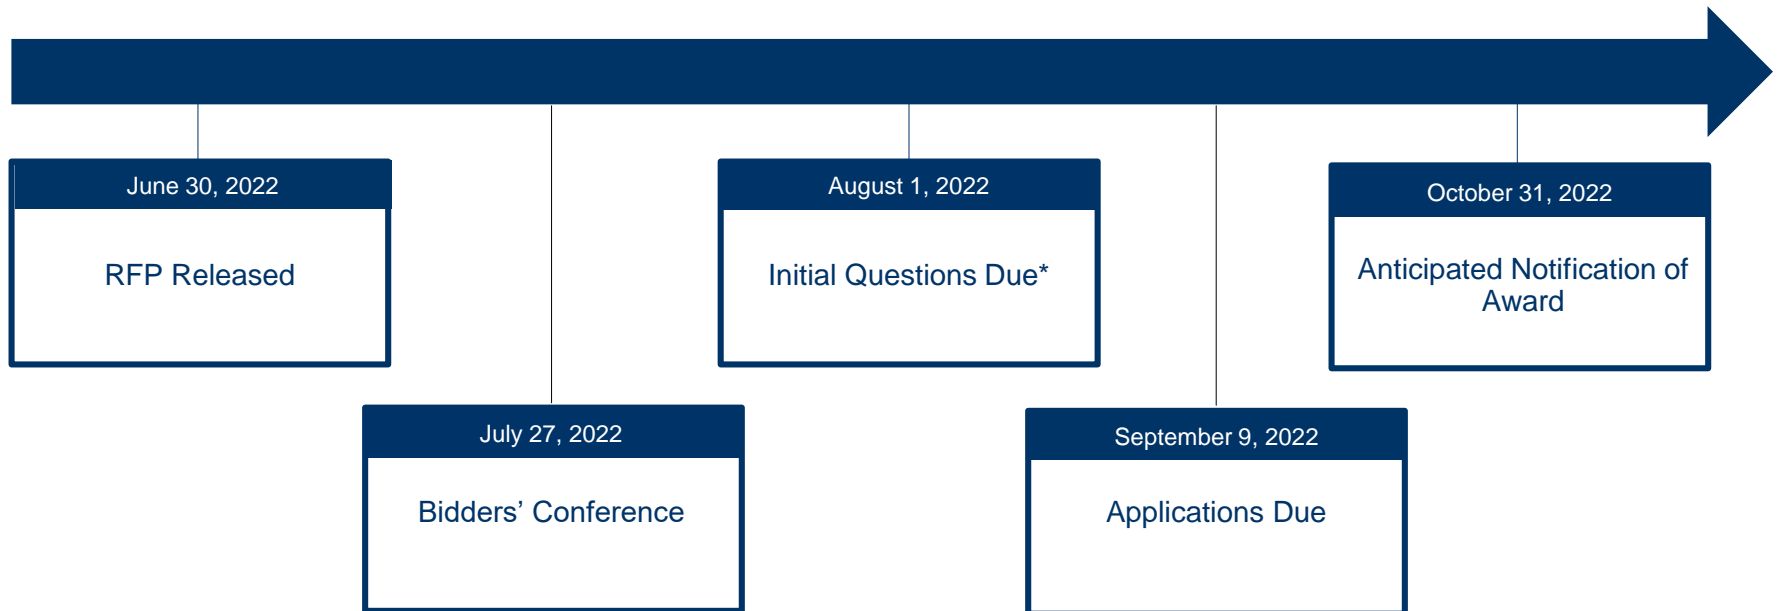 June 30, 2022
RFP Released
July 27, 2022
Bidders’ Conference
August 1, 2022
Initial Questions Due*
September 9, 2022
Applications Due
October 31, 2022
Anticipated Notification of
Award